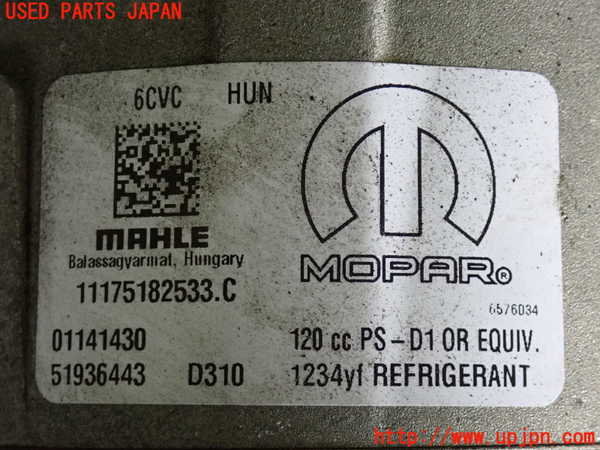 USED PARTS JAPAN
6CVC HUN
MAHLE
Balassagyarmat, Hungary
11175182533.C
MOPAR®
6576034
01141430 120 cc PS-D1 OR EQUIV.
51936443 D310 1234yf REFRIGERANT
http://www.upjpn.com